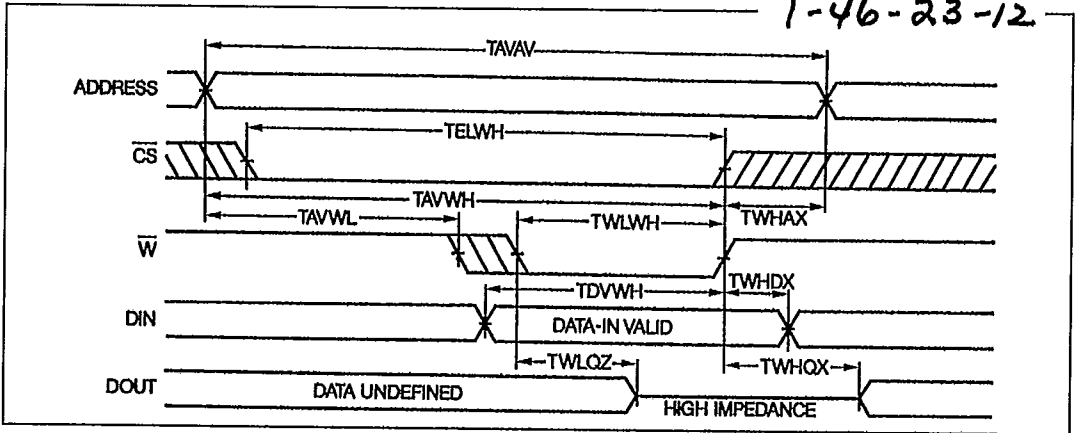 T-46-23-12
TAVAV
ADDRESS
TELWH
CS
TAVWH
TAVWL
TWLWH
TWHAX
W
TWHDX
TDVWH
DIN
DATA-IN VALID
TWLQZ
TWHQX
DOUT
DATA UNDEFINED
HIGH IMPEDANCE